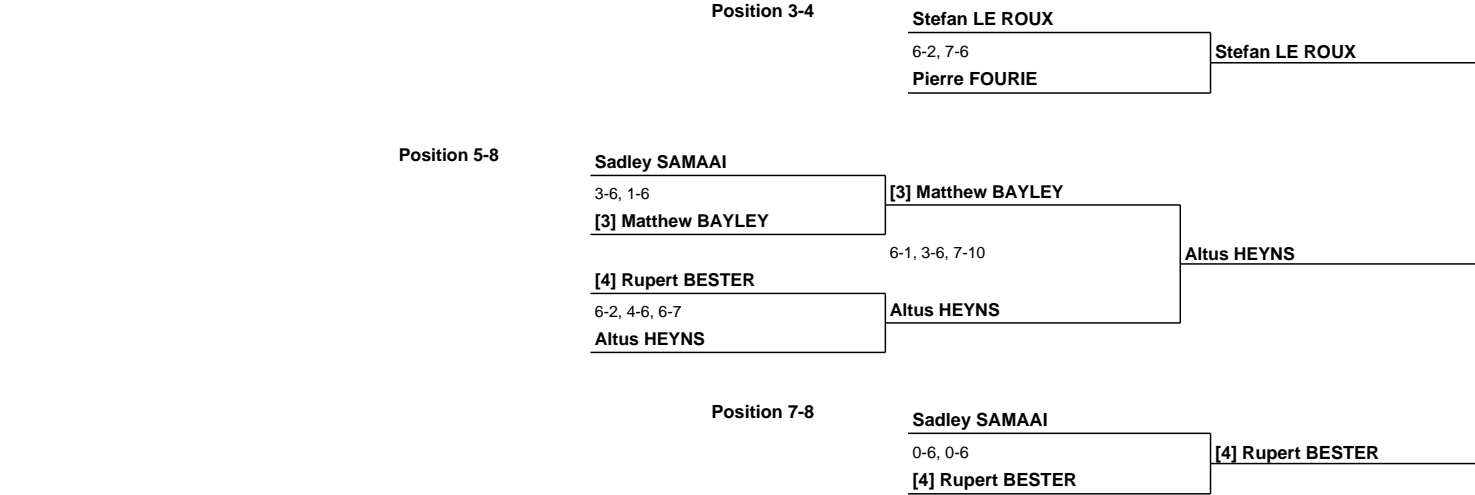 Position 3-4
Stefan LE ROUX
6-2, 7-6
Stefan LE ROUX
Pierre FOURIE
Position 5-8
Sadley SAMAAI
3-6, 1-6
[3] Matthew BAYLEY
[3] Matthew BAYLEY
6-1, 3-6, 7-10
Altus HEYNS
[4] Rupert BESTER
6-2, 4-6, 6-7
Altus HEYNS
Altus HEYNS
Position 7-8
Sadley SAMAAI
0-6, 0-6
[4] Rupert BESTER
[4] Rupert BESTER